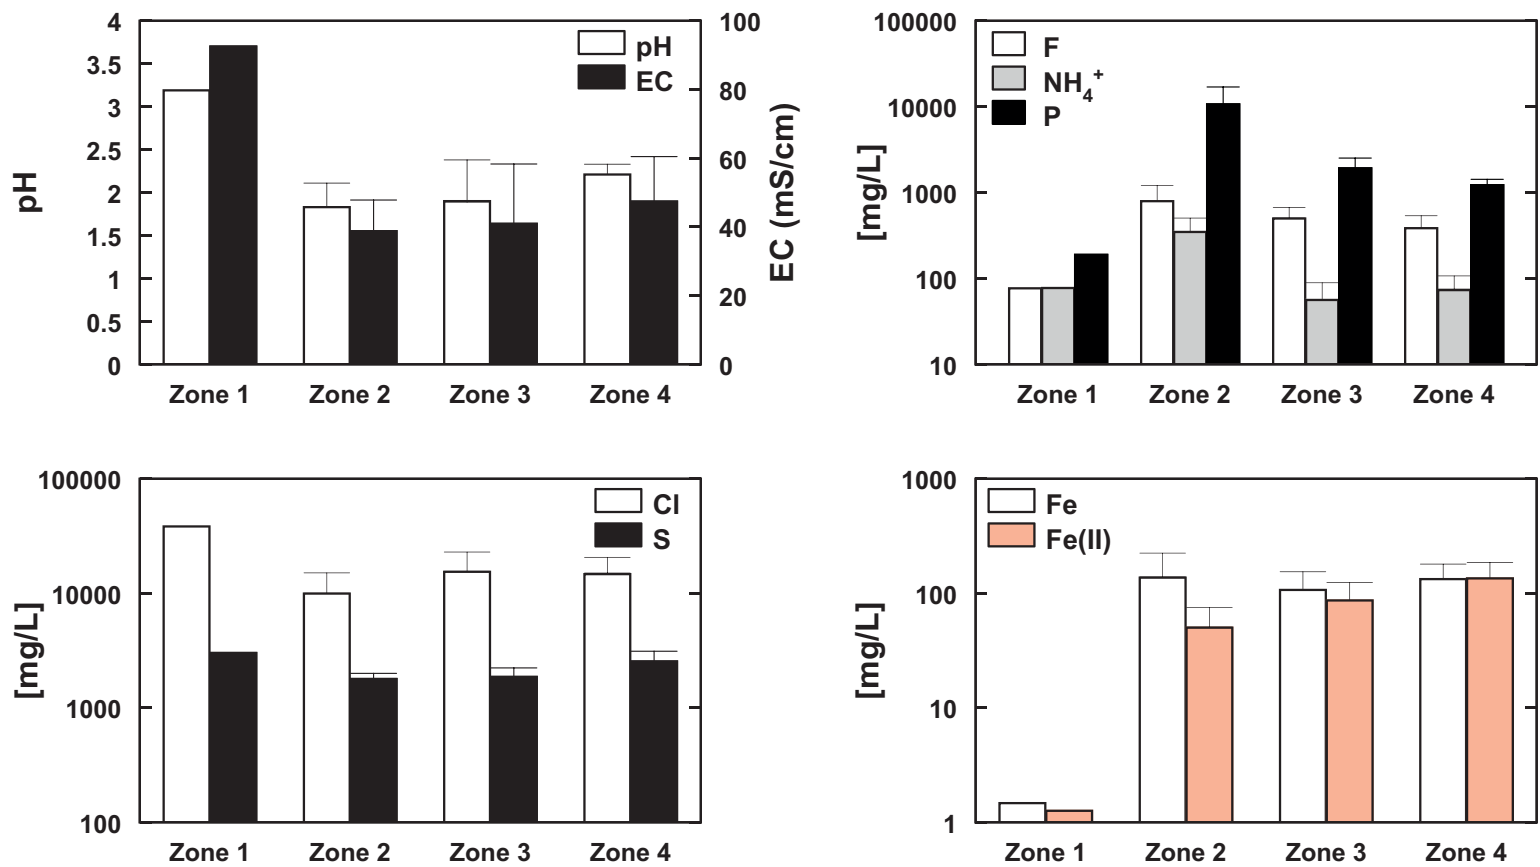 4
3.5
3
2.5
2
1.5
1
0.5
0
pH
100
80
60
40
20
0
EC (mS/cm)
pH
EC
Zone 1 Zone 2 Zone 3 Zone 4
100000
10000
1000
100
10
[mg/L]
F
NH₄⁺
P
Zone 1 Zone 2 Zone 3 Zone 4
100000
10000
1000
100
[mg/L]
Cl
S
Zone 1 Zone 2 Zone 3 Zone 4
1000
100
10
1
[mg/L]
Fe
Fe(II)
Zone 1 Zone 2 Zone 3 Zone 4